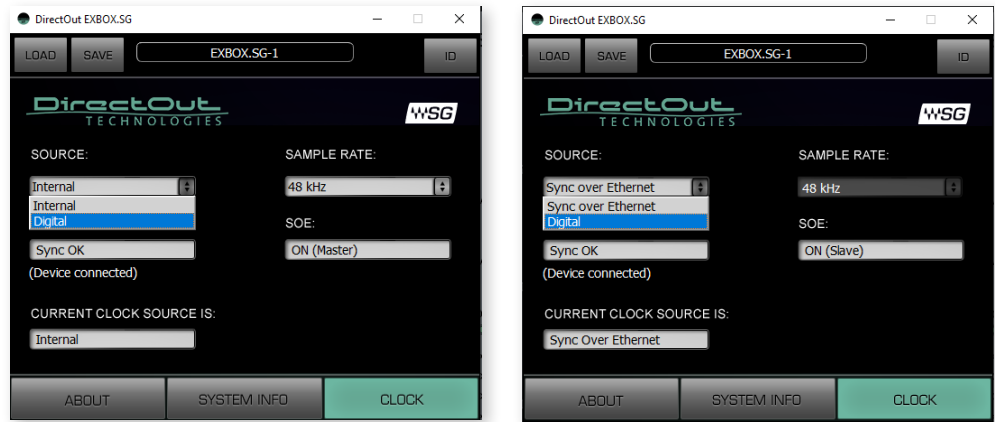 DirectOut EXBOX.SG
LOAD SAVE EXBOX.SG-1 ID
DirectOut
TECHNOLOGIES
SG
SOURCE: SAMPLE RATE:
Internal 48 kHz
Internal
Digital SOE:
Sync OK ON (Master)
(Device connected)
CURRENT CLOCK SOURCE IS:
Internal
ABOUT SYSTEM INFO CLOCK
DirectOut EXBOX.SG
LOAD SAVE EXBOX.SG-1 ID
DirectOut
TECHNOLOGIES
SG
SOURCE: SAMPLE RATE:
Sync over Ethernet 48 kHz
Sync over Ethernet
Digital SOE:
Sync OK ON (Slave)
(Device connected)
CURRENT CLOCK SOURCE IS:
Sync Over Ethernet
ABOUT SYSTEM INFO CLOCK